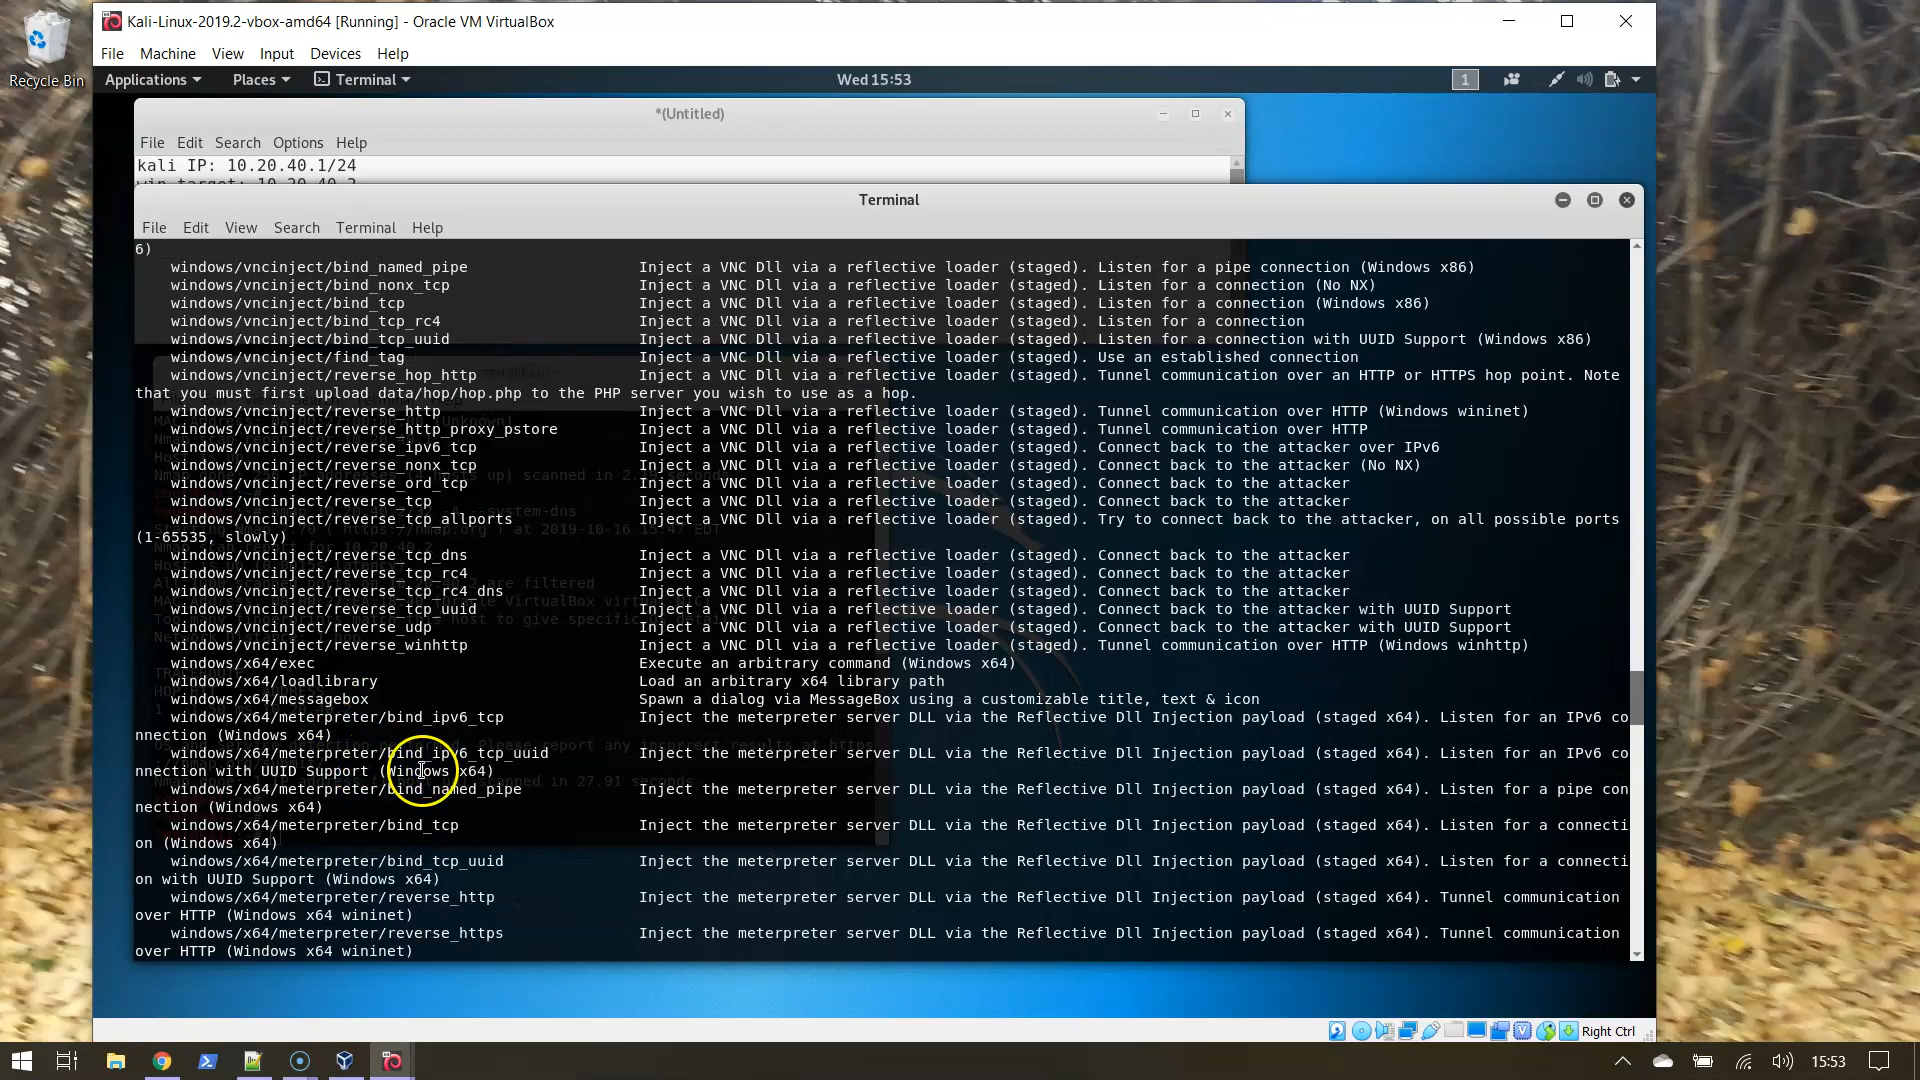 Kali-Linux-2019.2-vbox-amd64 [Running] - Oracle VM VirtualBox
Recycle Bin
File Machine View Input Devices Help
Applications Places Terminal Wed 15:53 1
*(Untitled)
File Edit Search Options Help
kali IP: 10.20.40.1/24
Terminal
File Edit View Search Terminal Help
6)
windows/vncinject/bind_named_pipe Inject a VNC Dll via a reflective loader (staged). Listen for a pipe connection (Windows x86)
windows/vncinject/bind_nonx_tcp Inject a VNC Dll via a reflective loader (staged). Listen for a connection (No NX)
windows/vncinject/bind_tcp Inject a VNC Dll via a reflective loader (staged). Listen for a connection (Windows x86)
windows/vncinject/bind_tcp_rc4 Inject a VNC Dll via a reflective loader (staged). Listen for a connection
windows/vncinject/bind_tcp_uuid Inject a VNC Dll via a reflective loader (staged). Listen for a connection with UUID Support (Windows x86)
windows/vncinject/find_tag Inject a VNC Dll via a reflective loader (staged). Use an established connection
windows/vncinject/reverse_hop_http Inject a VNC Dll via a reflective loader (staged). Tunnel communication over an HTTP or HTTPS hop point. Note
that you must first upload data/hop/hop.php to the PHP server you wish to use as a hop.
windows/vncinject/reverse_http Inject a VNC Dll via a reflective loader (staged). Tunnel communication over HTTP (Windows wininet)
windows/vncinject/reverse_http_proxy_pstore Inject a VNC Dll via a reflective loader (staged). Tunnel communication over HTTP
windows/vncinject/reverse_ipv6_tcp Inject a VNC Dll via a reflective loader (staged). Connect back to the attacker over IPv6
windows/vncinject/reverse_nonx_tcp Inject a VNC Dll via a reflective loader (staged). Connect back to the attacker (No NX)
windows/vncinject/reverse_ord_tcp Inject a VNC Dll via a reflective loader (staged). Connect back to the attacker
windows/vncinject/reverse_tcp Inject a VNC Dll via a reflective loader (staged). Connect back to the attacker
windows/vncinject/reverse_tcp_allports Inject a VNC Dll via a reflective loader (staged). Try to connect back to the attacker, on all possible ports
(1-65535, slowly)
windows/vncinject/reverse_tcp_dns Inject a VNC Dll via a reflective loader (staged). Connect back to the attacker
windows/vncinject/reverse_tcp_rc4 Inject a VNC Dll via a reflective loader (staged). Connect back to the attacker
windows/vncinject/reverse_tcp_rc4_dns Inject a VNC Dll via a reflective loader (staged). Connect back to the attacker
windows/vncinject/reverse_tcp_uuid Inject a VNC Dll via a reflective loader (staged). Connect back to the attacker with UUID Support
windows/vncinject/reverse_udp Inject a VNC Dll via a reflective loader (staged). Connect back to the attacker with UUID Support
windows/vncinject/reverse_winhttp Inject a VNC Dll via a reflective loader (staged). Tunnel communication over HTTP (Windows winhttp)
windows/x64/exec Execute an arbitrary command (Windows x64)
windows/x64/loadlibrary Load an arbitrary x64 library path
windows/x64/messagebox Spawn a dialog via MessageBox using a customizable title, text & icon
windows/x64/meterpreter/bind_ipv6_tcp Inject the meterpreter server DLL via the Reflective Dll Injection payload (staged x64). Listen for an IPv6 co
nnection (Windows x64)
windows/x64/meterpreter/bind_ipv6_tcp_uuid Inject the meterpreter server DLL via the Reflective Dll Injection payload (staged x64). Listen for an IPv6 co
nnection with UUID Support (Windows x64)
windows/x64/meterpreter/bind_named_pipe Inject the meterpreter server DLL via the Reflective Dll Injection payload (staged x64). Listen for a pipe con
nection (Windows x64)
windows/x64/meterpreter/bind_tcp Inject the meterpreter server DLL via the Reflective Dll Injection payload (staged x64). Listen for a connecti
on (Windows x64)
windows/x64/meterpreter/bind_tcp_uuid Inject the meterpreter server DLL via the Reflective Dll Injection payload (staged x64). Listen for a connecti
on with UUID Support (Windows x64)
windows/x64/meterpreter/reverse_http Inject the meterpreter server DLL via the Reflective Dll Injection payload (staged x64). Tunnel communication
over HTTP (Windows x64 wininet)
windows/x64/meterpreter/reverse_https Inject the meterpreter server DLL via the Reflective Dll Injection payload (staged x64). Tunnel communication
over HTTP (Windows x64 wininet)
Right Ctrl
15:53